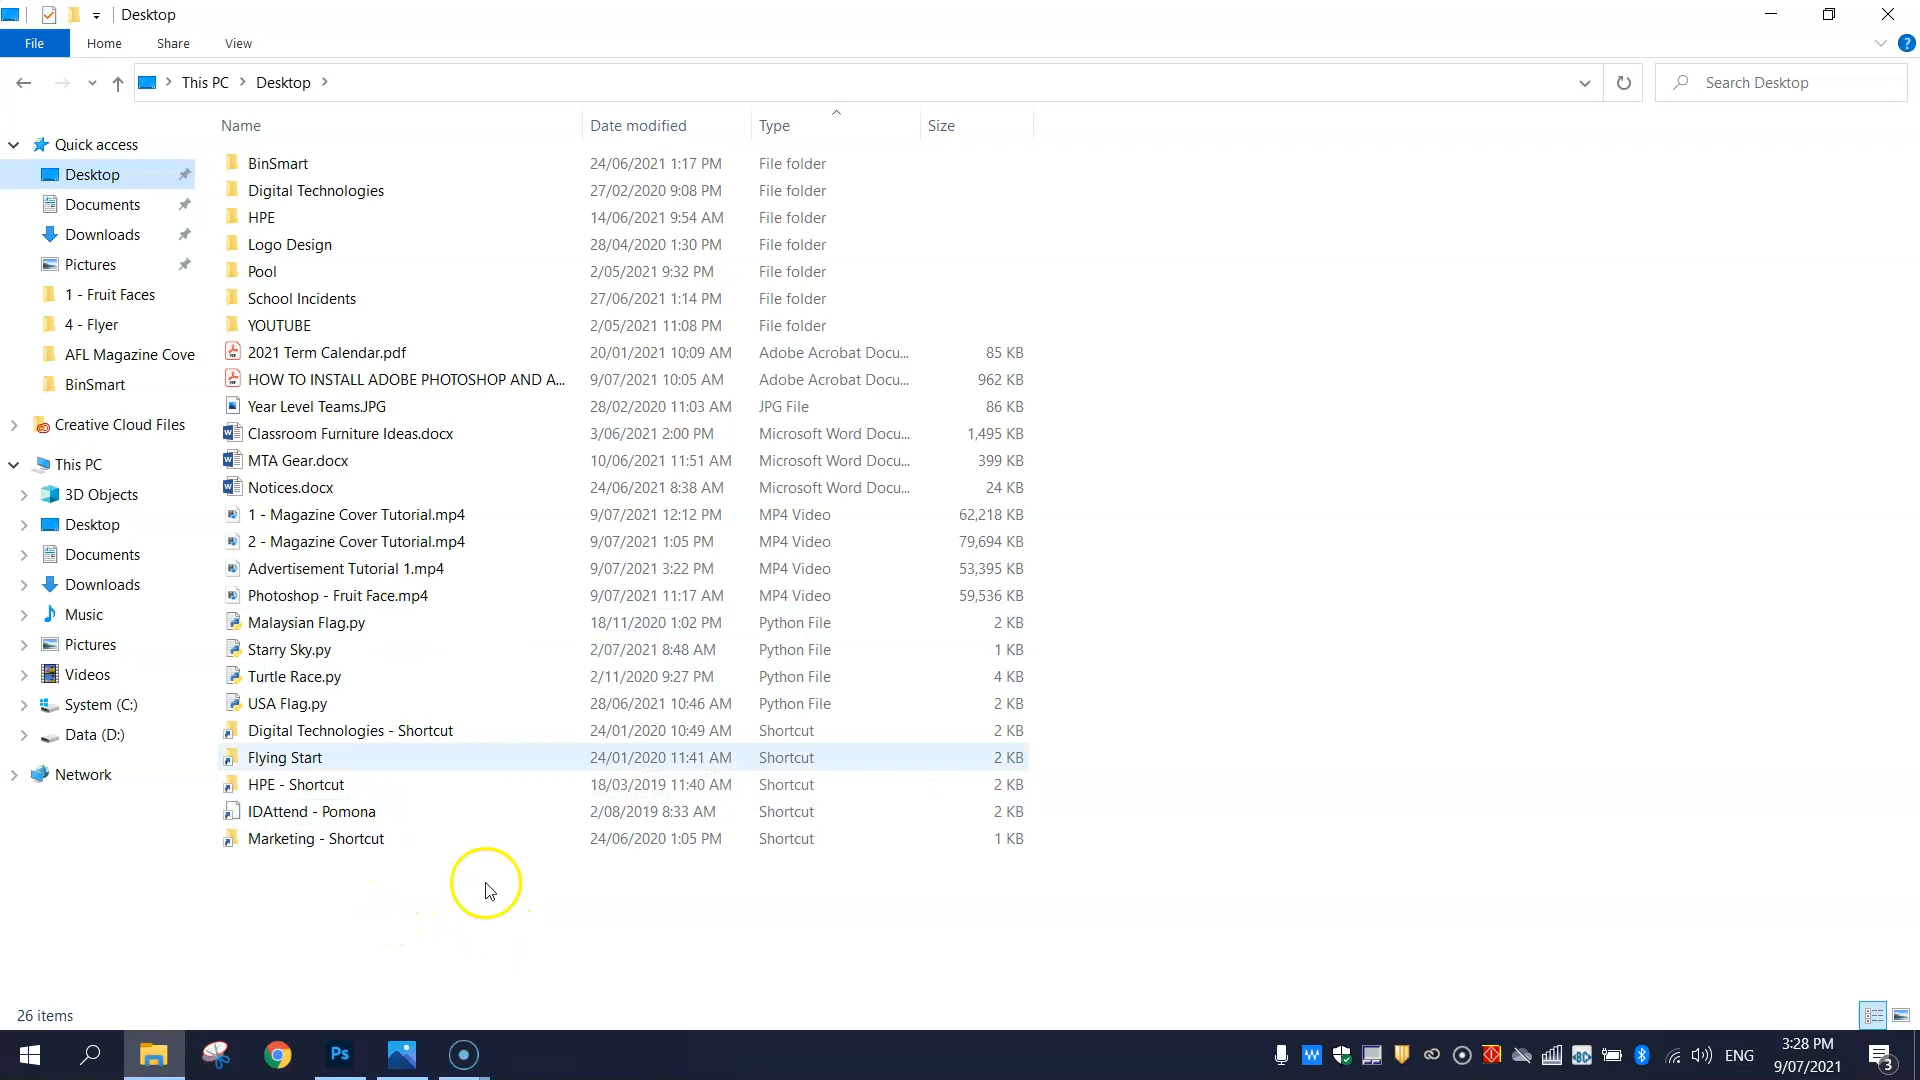 Desktop
File Home Share View
This PC Desktop
Search Desktop
Name Date modified Type Size
Quick access
Desktop
Documents
Downloads
Pictures
1 - Fruit Faces
4 - Flyer
AFL Magazine Cove
BinSmart
Creative Cloud Files
This PC
3D Objects
Desktop
Documents
Downloads
Music
Pictures
Videos
System (C:)
Data (D:)
Network
BinSmart 24/06/2021 1:17 PM File folder
Digital Technologies 27/02/2020 9:08 PM File folder
HPE 14/06/2021 9:54 AM File folder
Logo Design 28/04/2020 1:30 PM File folder
Pool 2/05/2021 9:32 PM File folder
School Incidents 27/06/2021 1:14 PM File folder
YOUTUBE 2/05/2021 11:08 PM File folder
2021 Term Calendar.pdf 20/01/2021 10:09 AM Adobe Acrobat Docu... 85 KB
HOW TO INSTALL ADOBE PHOTOSHOP AND A... 9/07/2021 10:05 AM Adobe Acrobat Docu... 962 KB
Year Level Teams.JPG 28/02/2020 11:03 AM JPG File 86 KB
Classroom Furniture Ideas.docx 3/06/2021 2:00 PM Microsoft Word Docu... 1,495 KB
MTA Gear.docx 10/06/2021 11:51 AM Microsoft Word Docu... 399 KB
Notices.docx 24/06/2021 8:38 AM Microsoft Word Docu... 24 KB
1 - Magazine Cover Tutorial.mp4 9/07/2021 12:12 PM MP4 Video 62,218 KB
2 - Magazine Cover Tutorial.mp4 9/07/2021 1:05 PM MP4 Video 79,694 KB
Advertisement Tutorial 1.mp4 9/07/2021 3:22 PM MP4 Video 53,395 KB
Photoshop - Fruit Face.mp4 9/07/2021 11:17 AM MP4 Video 59,536 KB
Malaysian Flag.py 18/11/2020 1:02 PM Python File 2 KB
Starry Sky.py 2/07/2021 8:48 AM Python File 1 KB
Turtle Race.py 2/11/2020 9:27 PM Python File 4 KB
USA Flag.py 28/06/2021 10:46 AM Python File 2 KB
Digital Technologies - Shortcut 24/01/2020 10:49 AM Shortcut 2 KB
Flying Start 24/01/2020 11:41 AM Shortcut 2 KB
HPE - Shortcut 18/03/2019 11:40 AM Shortcut 2 KB
IDAttend - Pomona 2/08/2019 8:33 AM Shortcut 2 KB
Marketing - Shortcut 24/06/2020 1:05 PM Shortcut 1 KB
26 items
Ps
ENG
3:28 PM
9/07/2021
3